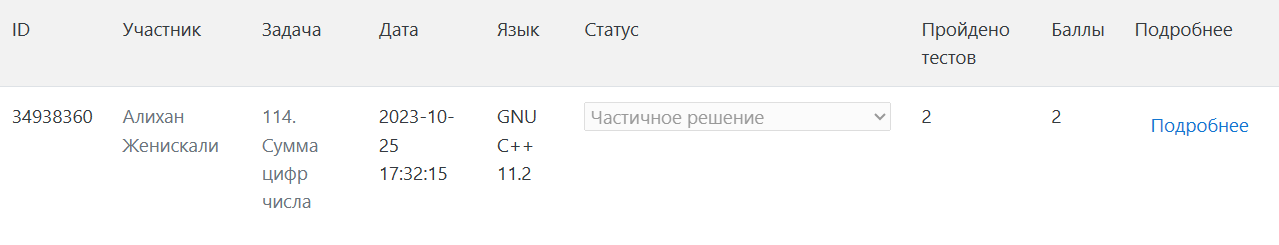 ID Участник Задача Дата Язык Статус Пройдено тестов Баллы Подробнее
34938360 Алихан Женискали 114. Сумма цифр числа 2023-10-25 17:32:15 GNU C++ 11.2 Частичное решение 2 2 Подробнее